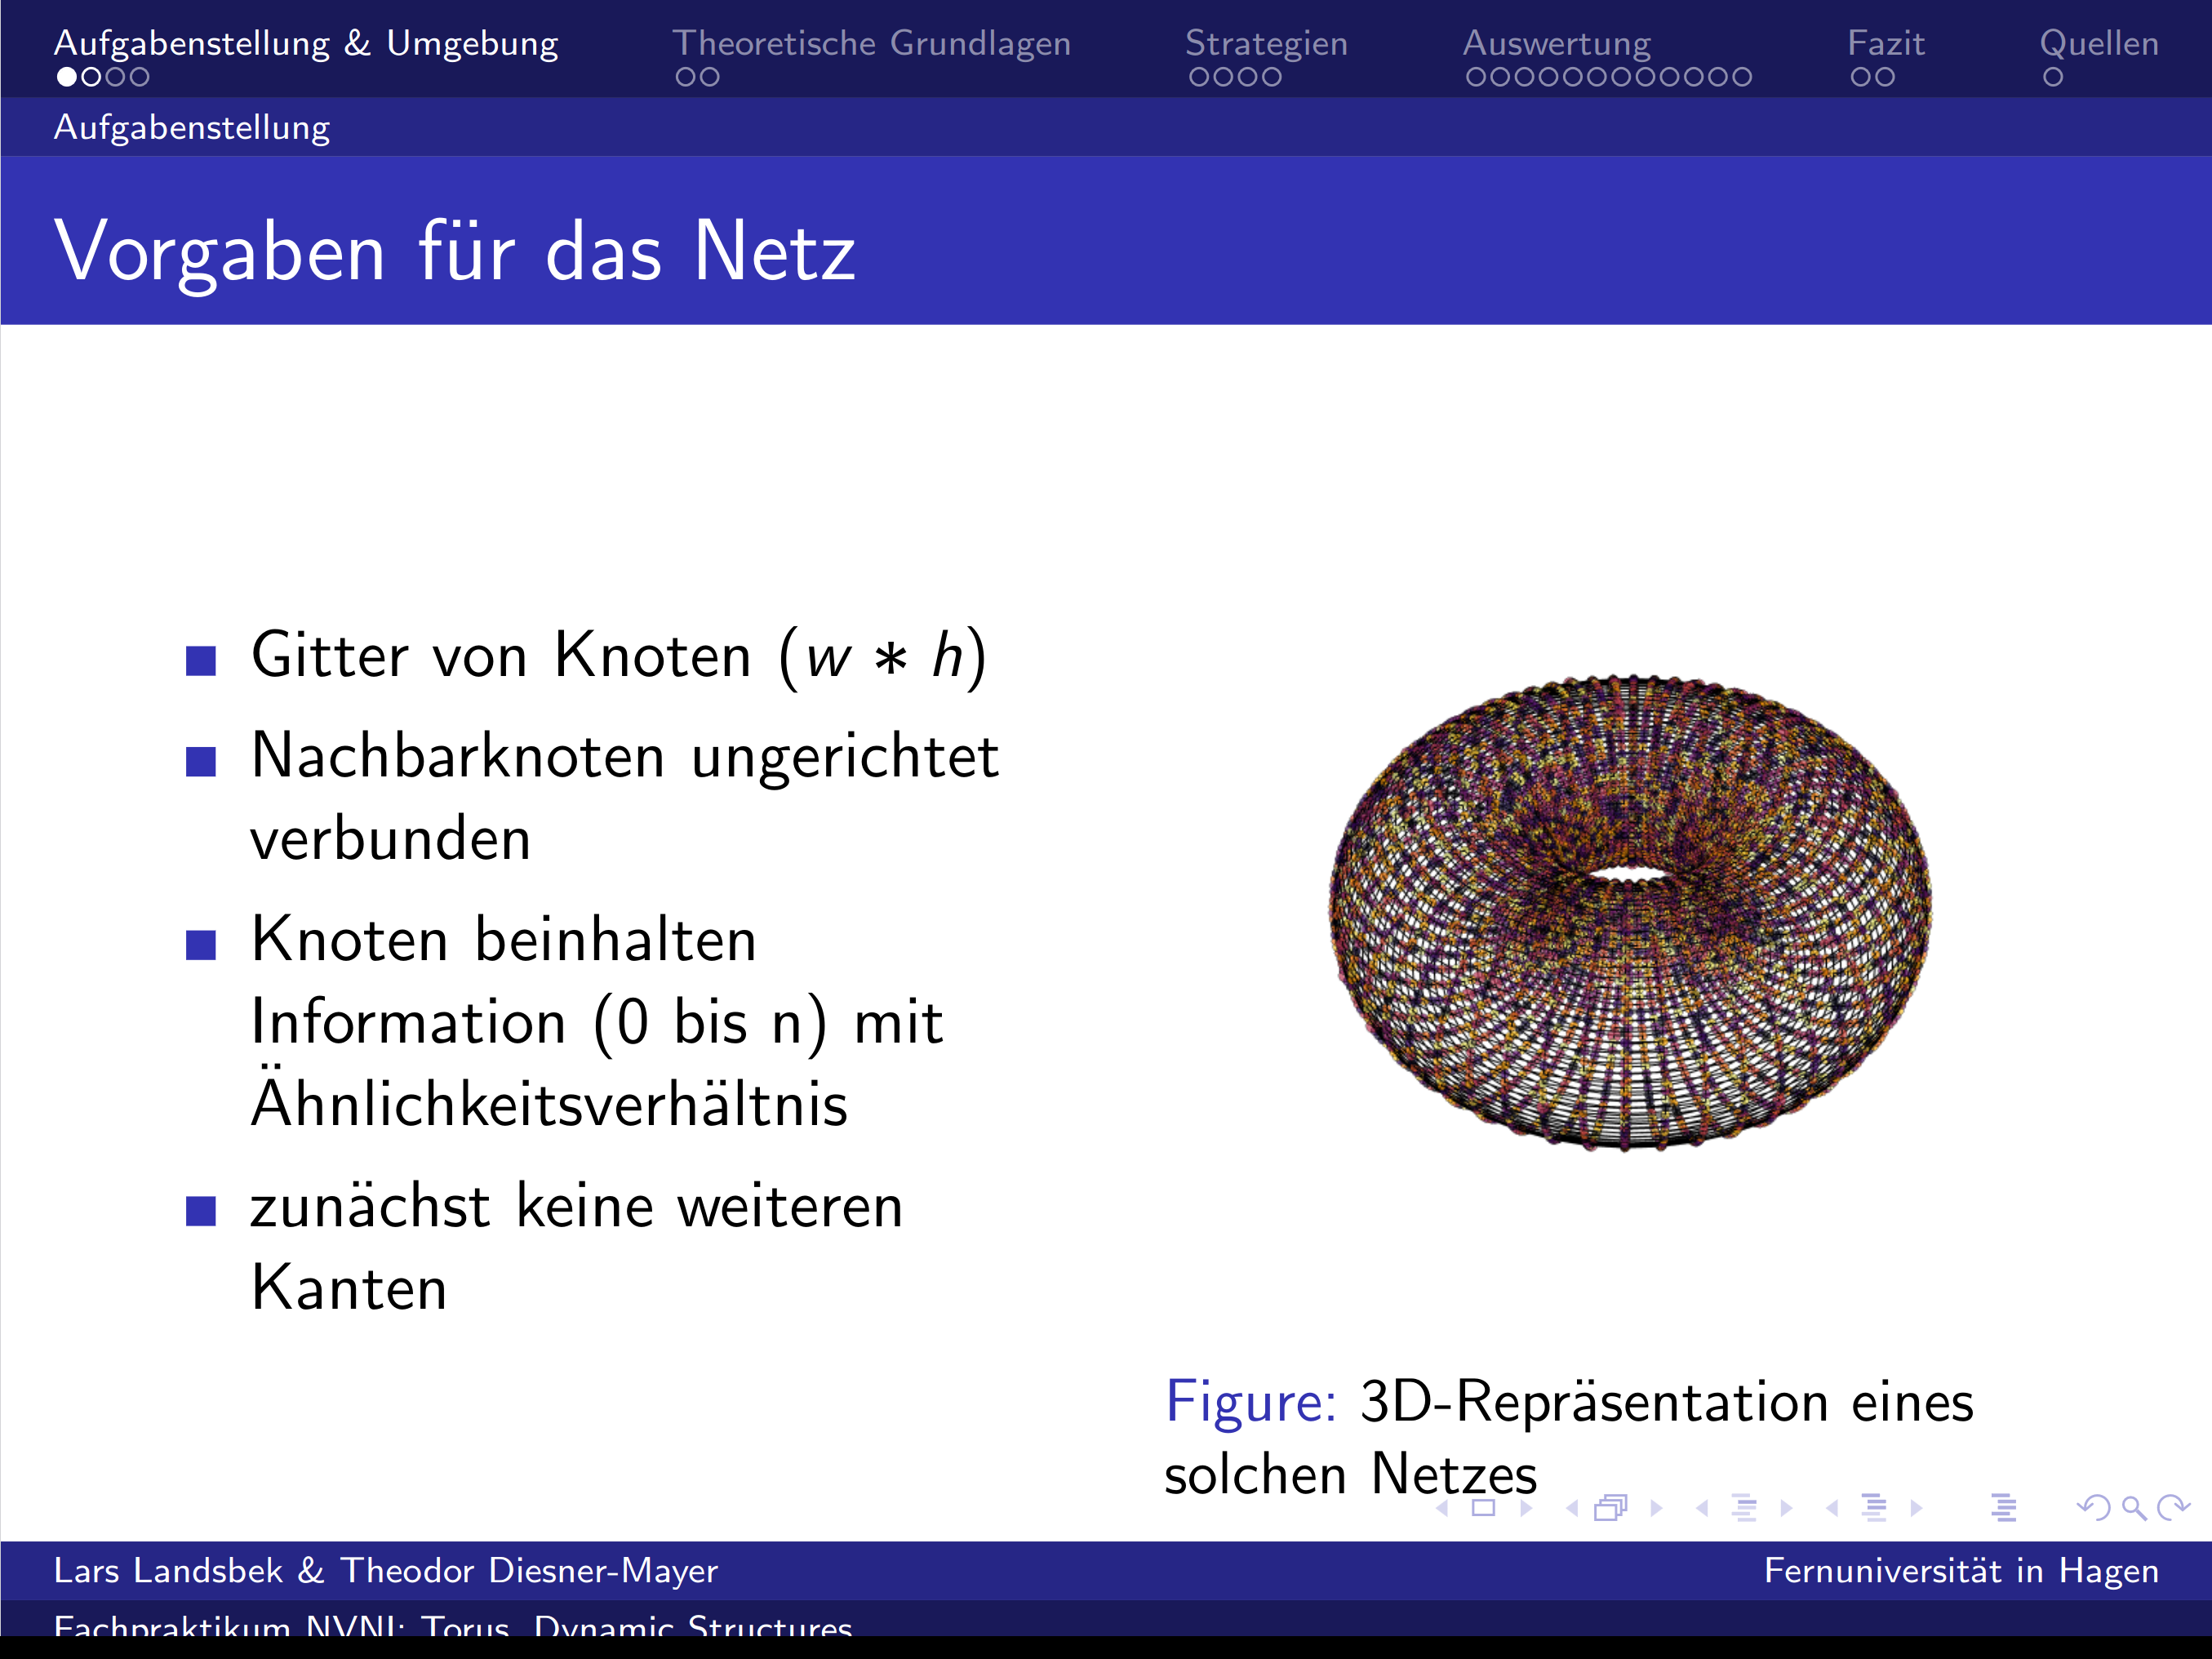 Aufgabenstellung & Umgebung Theoretische Grundlagen Strategien Auswertung Fazit Quellen
Aufgabenstellung
Vorgaben für das Netz
Gitter von Knoten (w * h)
Nachbarknoten ungerichtet
verbunden
Knoten beinhalten
Information (0 bis n) mit
Ähnlichkeitsverhältnis
zunächst keine weiteren
Kanten
Figure: 3D-Repräsentation eines
solchen Netzes
Lars Landsbek & Theodor Diesner-Mayer Fernuniversität in Hagen
Fachpraktikum NVNI: Torus, Dynamic Structures